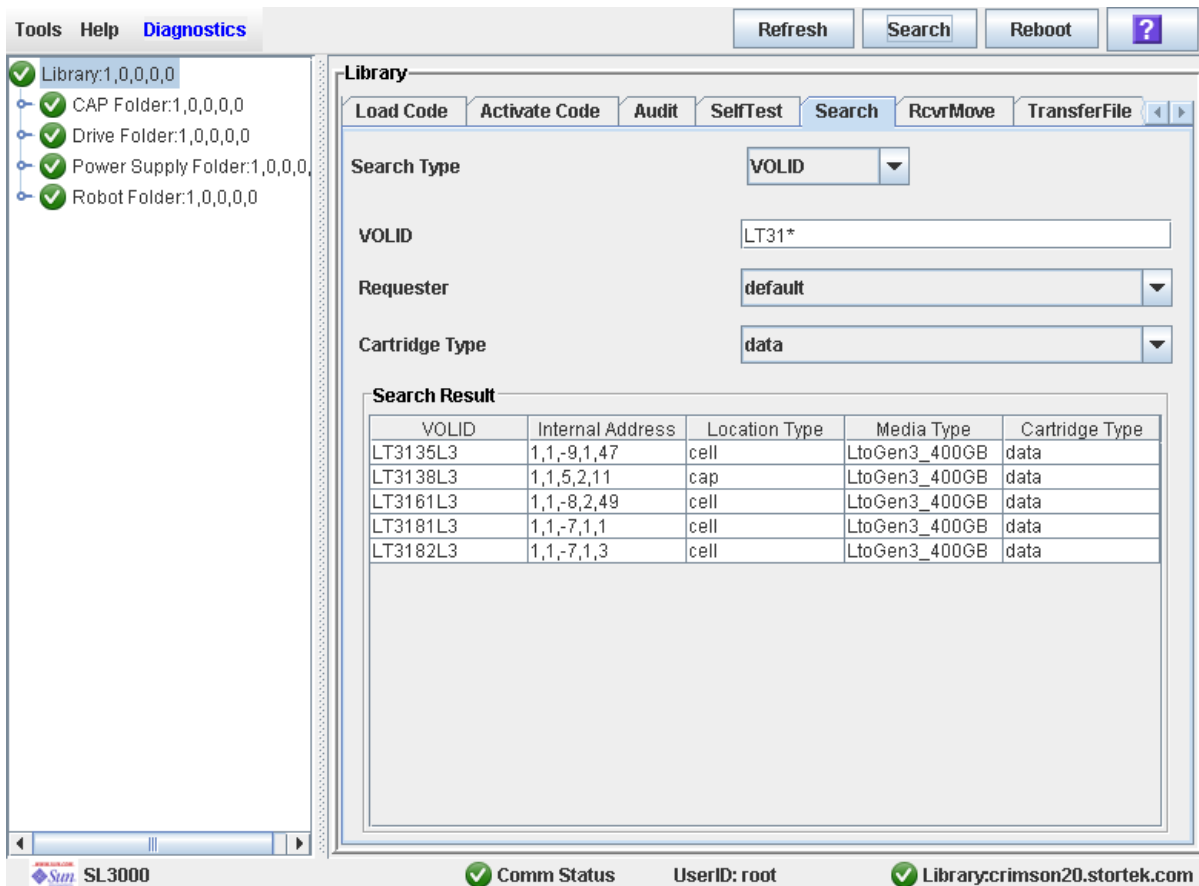 Tools Help Diagnostics Refresh Search Reboot ?
Library:1,0,0,0,0
CAP Folder:1,0,0,0,0
Drive Folder:1,0,0,0,0
Power Supply Folder:1,0,0,0,
Robot Folder:1,0,0,0,0
Library
Load Code Activate Code Audit SelfTest Search RcvrMove TransferFile
Search Type VOLID
VOLID LT31*
Requester default
Cartridge Type data
Search Result
VOLID Internal Address Location Type Media Type Cartridge Type
LT3135L3 1,1,-9,1,47 cell LtoGen3_400GB data
LT3138L3 1,1,5,2,11 cap LtoGen3_400GB data
LT3161L3 1,1,-8,2,49 cell LtoGen3_400GB data
LT3181L3 1,1,-7,1,1 cell LtoGen3_400GB data
LT3182L3 1,1,-7,1,3 cell LtoGen3_400GB data
Sun SL3000 Comm Status UserID: root Library:crimson20.stortek.com